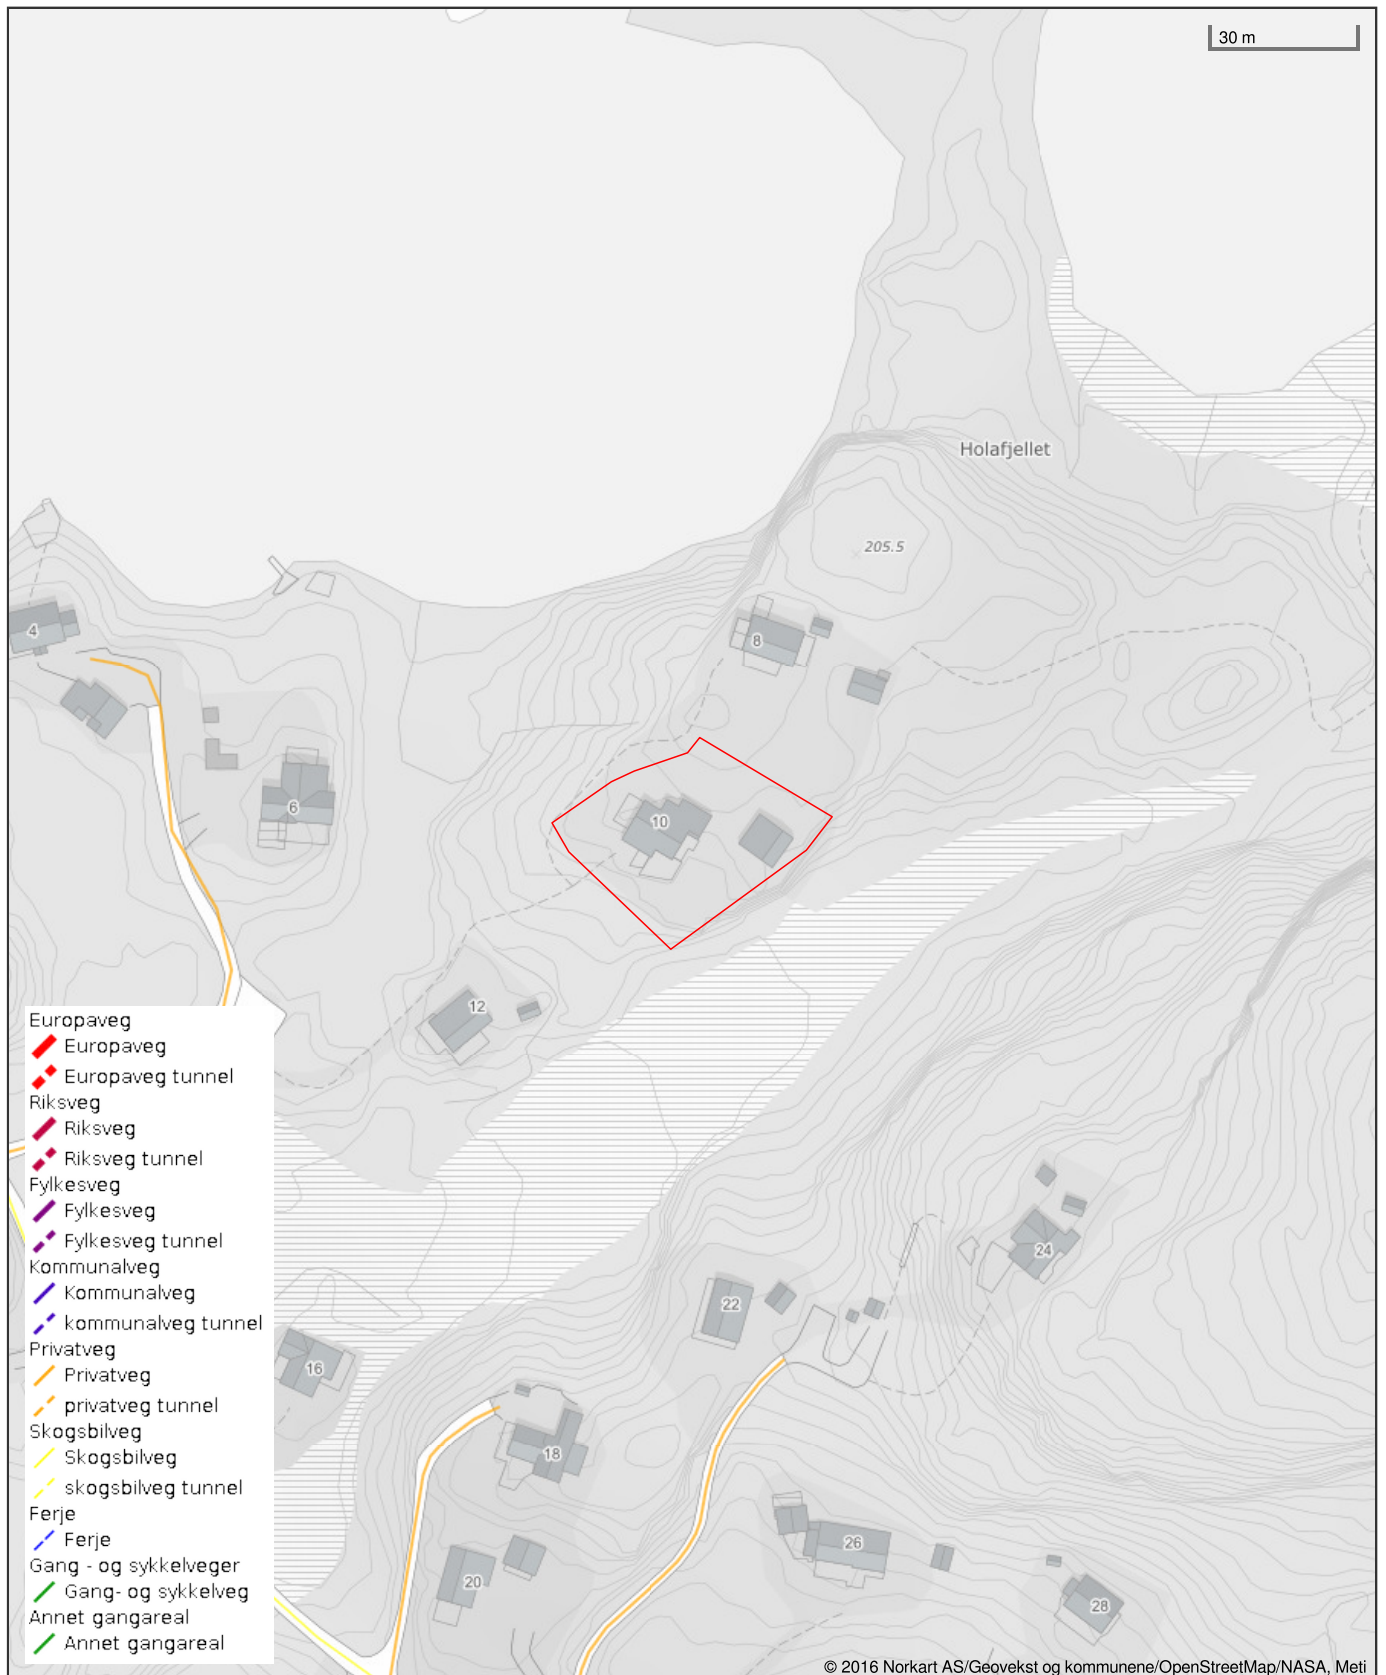 30 m
Holafjellet
205.5
4
8
6
10
12
Europaveg
Europaveg
Europaveg tunnel
Riksveg
Riksveg
Riksveg tunnel
Fylkesveg
Fylkesveg
Fylkesveg tunnel
Kommunalveg
Kommunalveg
kommunalveg tunnel
Privatveg
Privatveg
privatveg tunnel
Skogsbilveg
Skogsbilveg
skogsbilveg tunnel
Ferje
Ferje
Gang - og sykkelveger
Gang- og sykkelveg
Annet gangareal
Annet gangareal
24
22
16
18
26
20
28
© 2016 Norkart AS/Geovekst og kommunene/OpenStreetMap/NASA, Meti